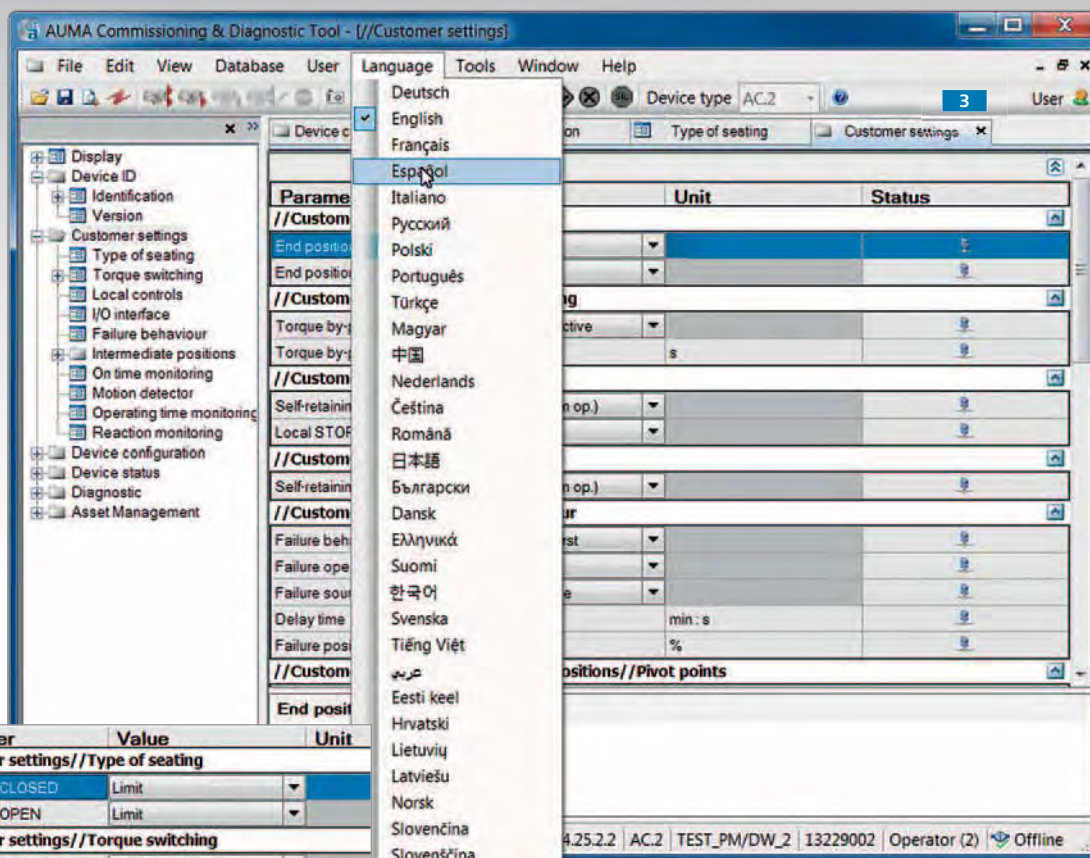 AUMA Commissioning & Diagnostic Tool - [//Customer settings]
File Edit View Database User Language Tools Window Help
Device type AC.2 3 User
Device c on Type of seating Customer settings
Display
Device ID
Identification
Version
Customer settings
Type of seating
Torque switching
Local controls
I/O interface
Failure behaviour
Intermediate positions
On time monitoring
Motion detector
Operating time monitoring
Reaction monitoring
Device configuration
Device status
Diagnostic
Asset Management
Deutsch
English
Français
Español
Italiano
Русский
Polski
Português
Türkçe
Magyar
中国
Nederlands
Čeština
Română
日本語
Български
Dansk
Ελληνικά
Suomi
한국어
Svenska
Tiếng Việt
عربي
Eesti keel
Hrvatski
Lietuvių
Latviešu
Norsk
Slovenčina
Slovenščina
Parame Unit Status
//Custom
End positio
End positio
//Custom ng
Torque by-p ctive
Torque by-p s
//Custom
Self-retainin n op.)
Local STOP
//Custom
Self-retainin n op.)
//Custom ur
Failure beh rst
Failure ope
Failure sour e
Delay time min : s
Failure posi %
//Custom ositions//Pivot points
End posit
er Value Unit
r settings//Type of seating
CLOSED Limit
OPEN Limit
r settings//Torque switching
4.25.2.2 AC.2 TEST_PM/DW_2 13229002 Operator (2) Offline